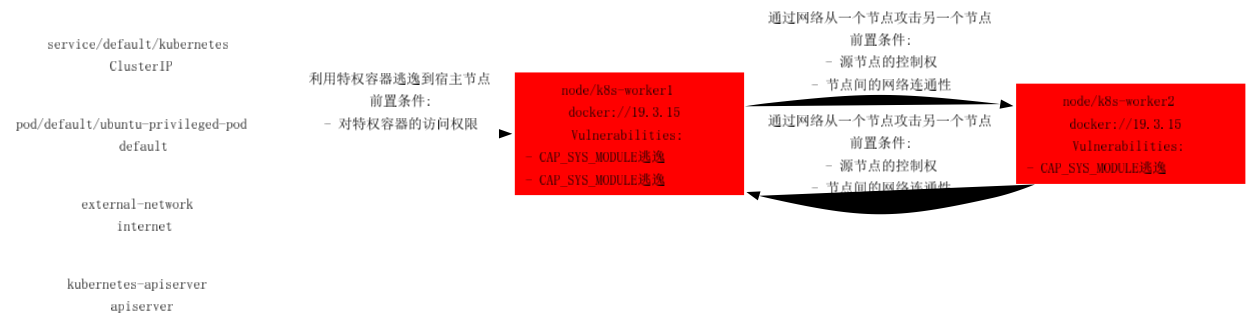 service/default/kubernetes
ClusterIP
pod/default/ubuntu-privileged-pod
default
external-network
internet
kubernetes-apiserver
apiserver
利用特权容器逃逸到宿主节点
前置条件:
- 对特权容器的访问权限
node/k8s-worker1
docker://19.3.15
Vulnerabilities:
- CAP_SYS_MODULE逃逸
- CAP_SYS_MODULE逃逸
通过网络从一个节点攻击另一个节点
前置条件:
- 源节点的控制权
- 节点间的网络连通性
通过网络从一个节点攻击另一个节点
前置条件:
- 源节点的控制权
- 节点间的网络连通性
node/k8s-worker2
docker://19.3.15
Vulnerabilities:
- CAP_SYS_MODULE逃逸